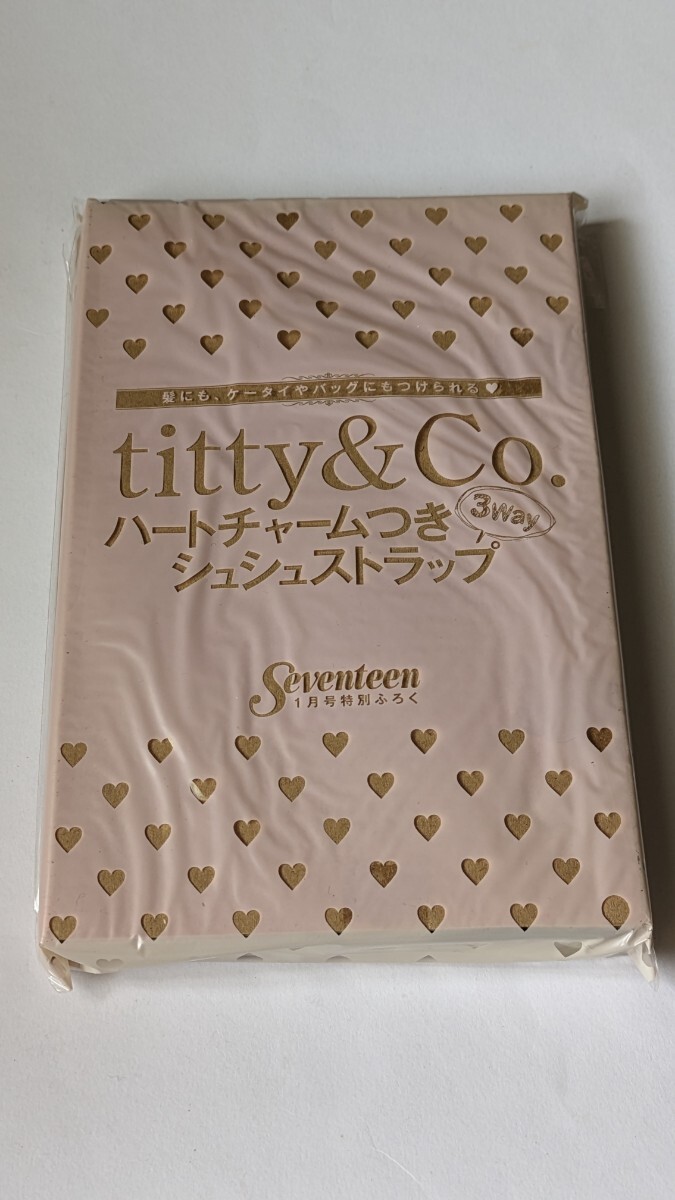 髪にも、ケータイやバッグにもつけられる♥
titty&Co.
ハートチャームつき 3way
シュシュストラップ
Seventeen
1月号特別ふろく